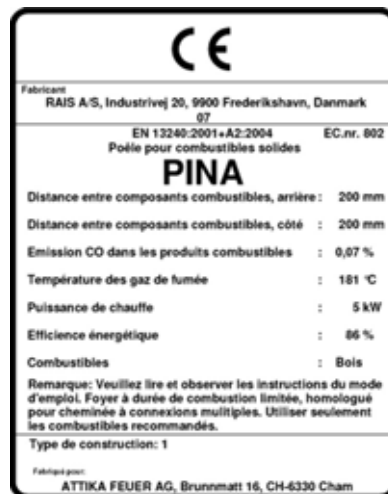 CE
Fabricant
RAIS A/S, Industrivej 20, 9900 Frederikshavn, Danmark
07
EN 13240:2001+A2:2004 EC.nr. 802
Poêle pour combustibles solides
PINA
Distance entre composants combustibles, arrière : 200 mm
Distance entre composants combustibles, côté : 200 mm
Emission CO dans les produits combustibles : 0,07 %
Température des gaz de fumée : 181 °C
Puissance de chauffe : 5 kW
Efficience énergétique : 86 %
Combustibles : Bois
Remarque: Veuillez lire et observer les instructions du mode
d'emploi. Foyer à durée de combustion limitée, homologué
pour cheminée à connexions mulitiples. Utiliser seulement
les combustibles recommandés.
Type de construction: 1
Fabriqué pour:
ATTIKA FEUER AG, Brunnmatt 16, CH-6330 Cham